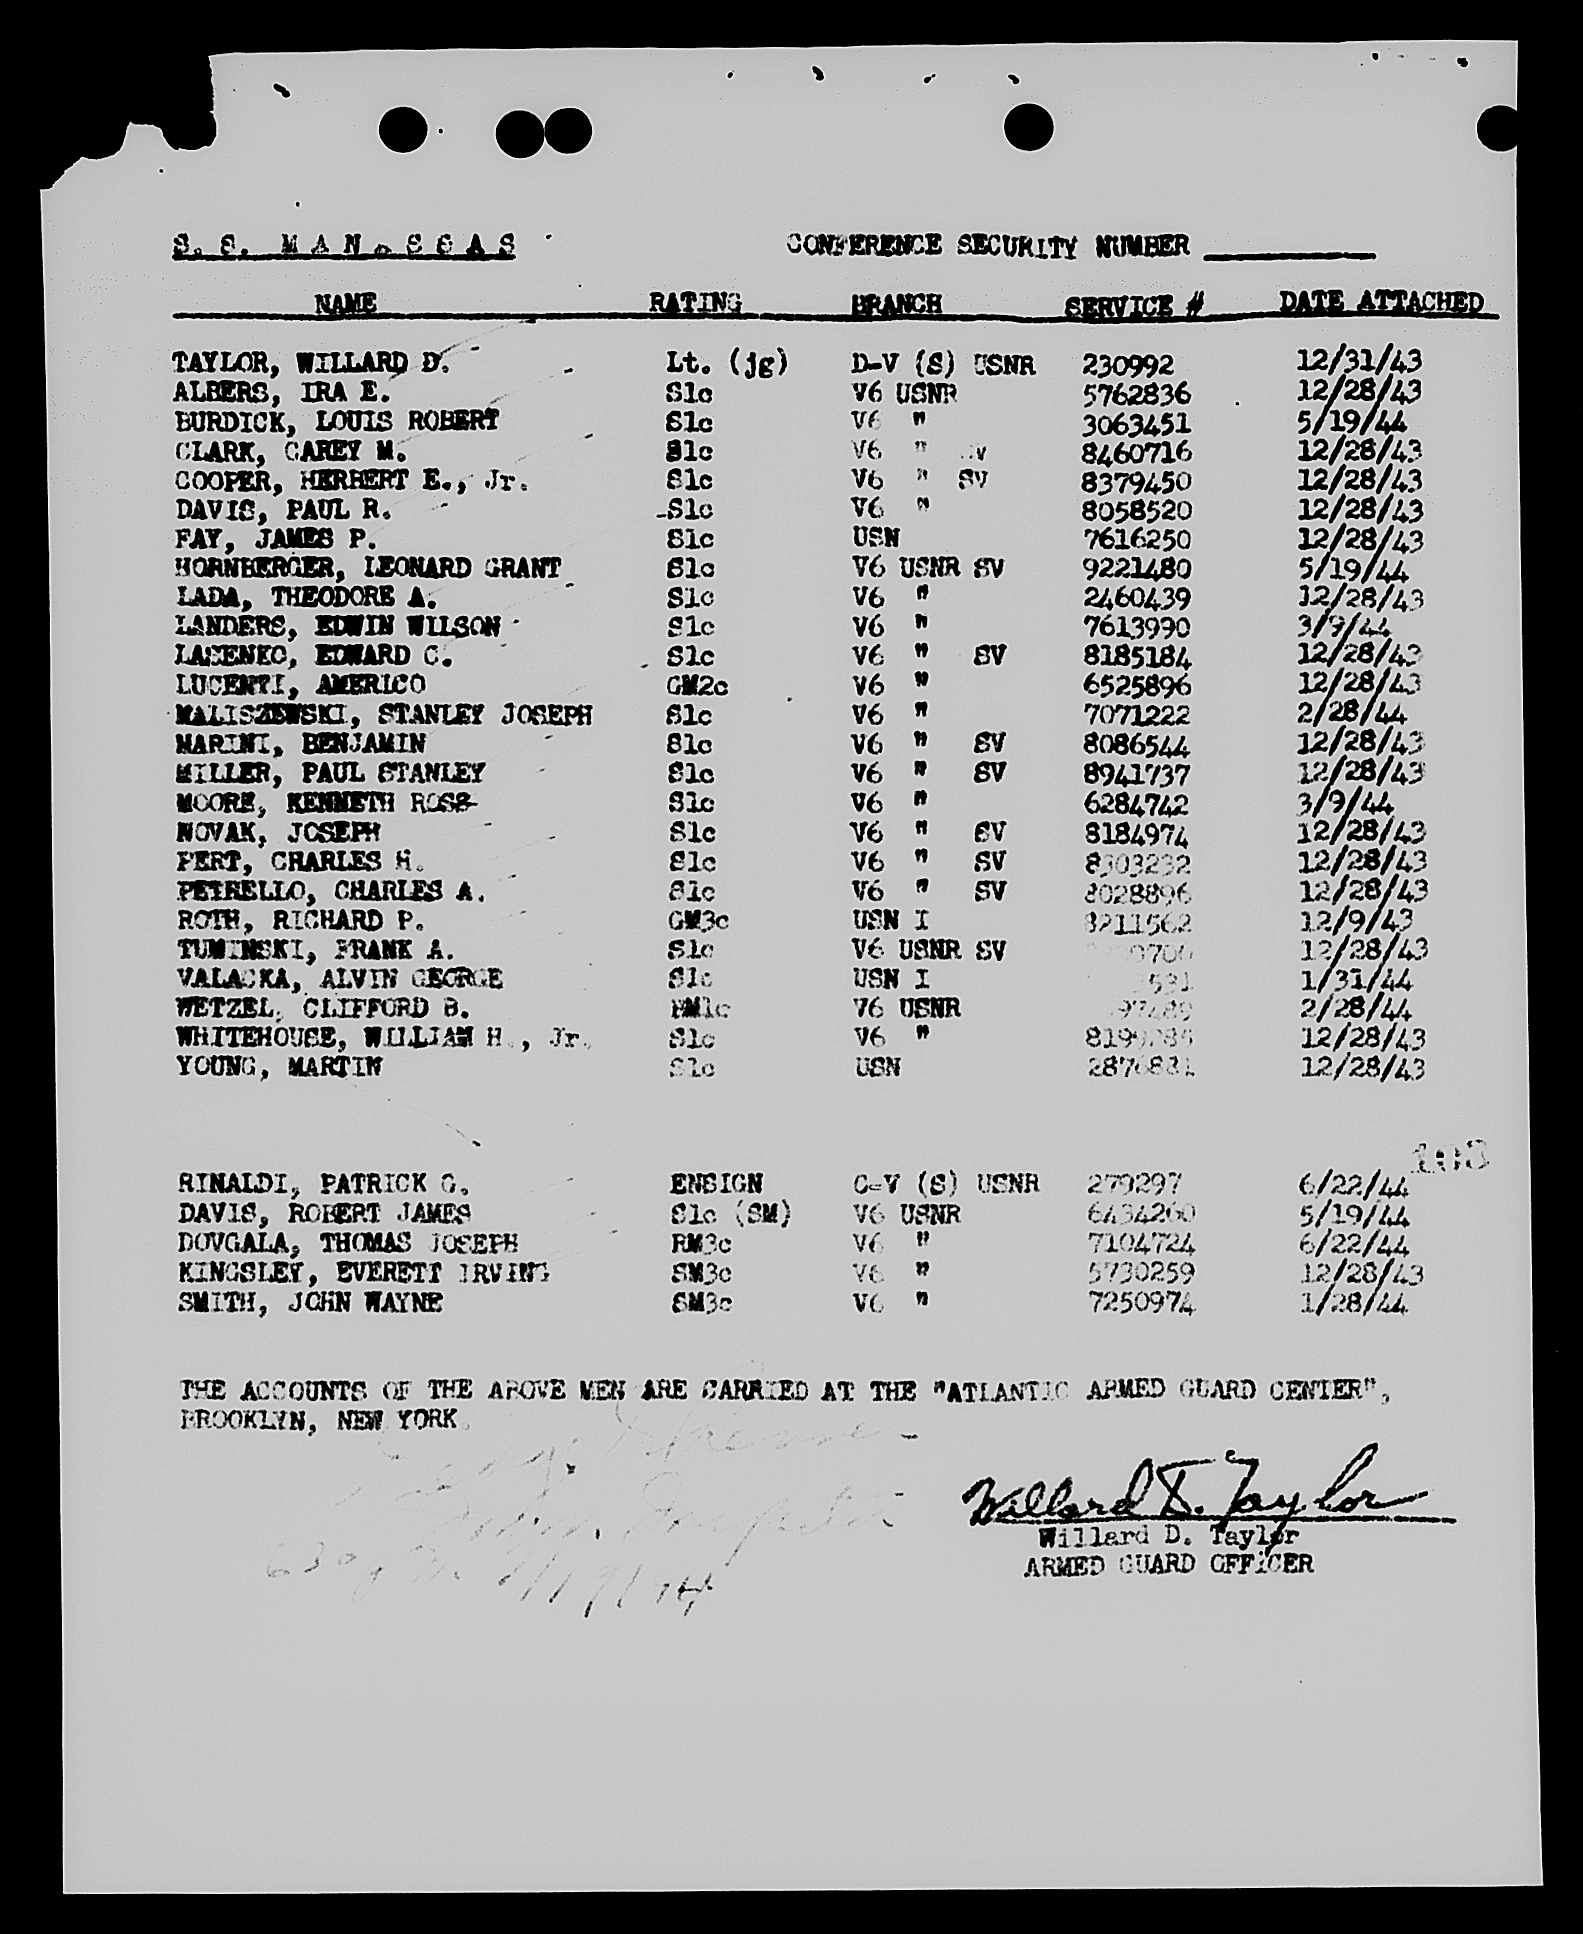 S. S. MANASSAS CONFERENCE SECURITY NUMBER
NAME RATING BRANCH SERVICE # DATE ATTACHED
TAYLOR, WILLARD D. Lt. (jg) D-V (S) USNR 230992 12/31/43
ALBERS, IRA E. S1c V6 USNR 5762836 12/28/43
BURDICK, LOUIS ROBERT S1c V6 " 3063451 5/19/44
CLARK, CAREY M. S1c V6 " SV 8460716 12/28/43
COOPER, HERBERT E., Jr. S1c V6 " SV 8379450 12/28/43
DAVIS, PAUL R. S1c V6 " 8058520 12/28/43
FAY, JAMES P. S1c USN 7616250 12/28/43
HORNBERGER, LEONARD GRANT S1c V6 USNR SV 9221480 5/19/44
LADA, THEODORE A. S1c V6 " 2460439 12/28/43
LANDERS, EDWIN WILSON S1c V6 " 7613990 3/9/44
LASENKO, EDWARD C. S1c V6 " SV 8185184 12/28/43
LUCENTI, AMERICO GM2c V6 " 6525896 12/28/43
MALISZEWSKI, STANLEY JOSEPH S1c V6 " 7071222 2/28/44
MARINI, BENJAMIN S1c V6 " SV 8086544 12/28/43
MILLER, PAUL STANLEY S1c V6 " SV 8941737 12/28/43
MOORE, KENNETH ROSS S1c V6 " 6284742 3/9/44
NOVAK, JOSEPH S1c V6 " SV 8184974 12/28/43
PERT, CHARLES H. S1c V6 " SV 12/28/43
PETRELLO, CHARLES A. S1c V6 " SV 8028896 12/28/43
ROTH, RICHARD P. GM3c USN I 8211562 12/9/43
TUMINSKI, FRANK A. S1c V6 USNR SV 12/28/43
VALACKA, ALVIN GEORGE S1c USN I 1/31/44
WETZEL, CLIFFORD B. V6 USNR 2/28/44
WHITEHOUSE, WILLIAM H., Jr. S1c V6 " 12/28/43
YOUNG, MARTIN S1c USN 12/28/43
103
RINALDI, PATRICK G. ENSIGN C-V (S) USNR 279297 6/22/44
DAVIS, ROBERT JAMES S1c (SM) V6 USNR 6434260 5/19/44
DOVGALA, THOMAS JOSEPH RM3c V6 " 7104724 6/22/44
KINGSLEY, EVERETT IRVING SM3c V6 " 5730259 12/28/43
SMITH, JOHN WAYNE SM3c V6 " 7250974 1/28/44
THE ACCOUNTS OF THE ABOVE MEN ARE CARRIED AT THE "ATLANTIC ARMED GUARD CENTER",
BROOKLYN, NEW YORK.
Willard D. Taylor
Willard D. Taylor
ARMED GUARD OFFICER